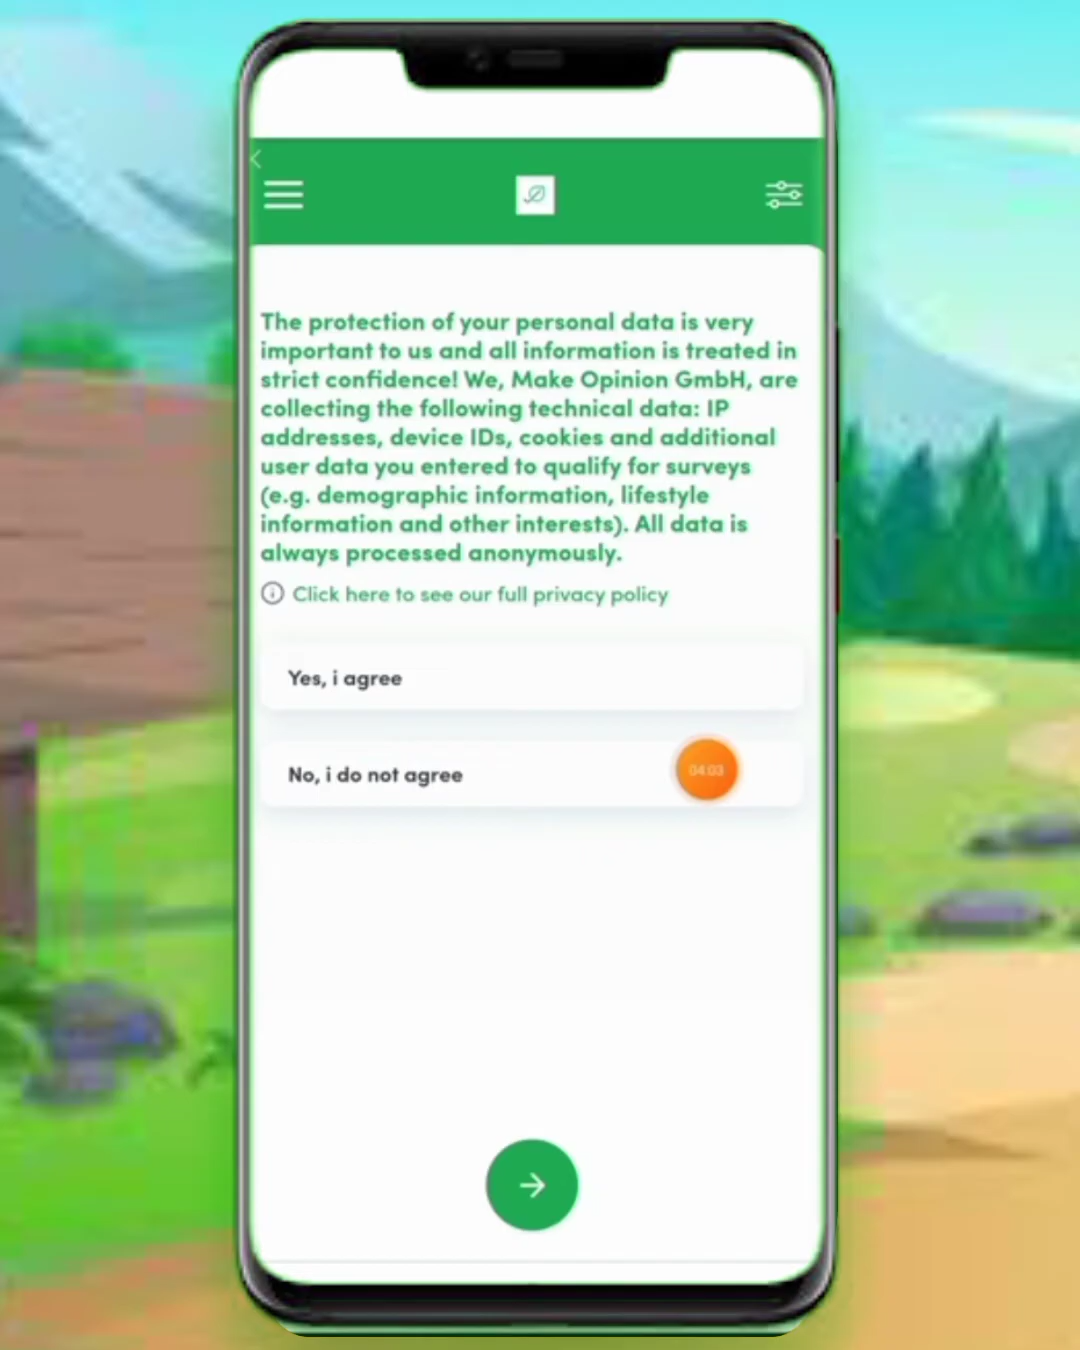 The protection of your personal data is very
important to us and all information is treated in
strict confidence! We, Make Opinion GmbH, are
collecting the following technical data: IP
addresses, device IDs, cookies and additional
user data you entered to qualify for surveys
(e.g. demographic information, lifestyle
information and other interests). All data is
always processed anonymously.
Click here to see our full privacy policy
Yes, i agree
No, i do not agree
04:03